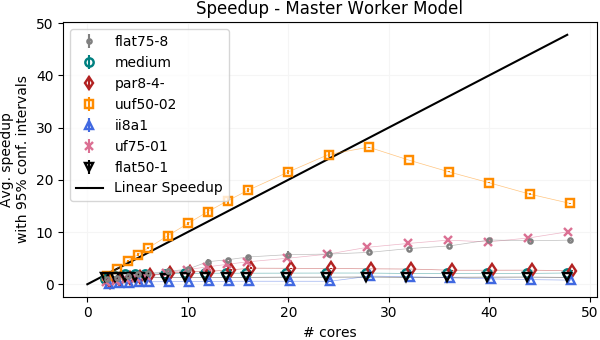 Speedup - Master Worker Model
Avg. speedup
with 95% conf. intervals
50
40
30
20
10
0
flat75-8
medium
par8-4-
uuf50-02
ii8a1
uf75-01
flat50-1
Linear Speedup
0 10 20 30 40 50
# cores